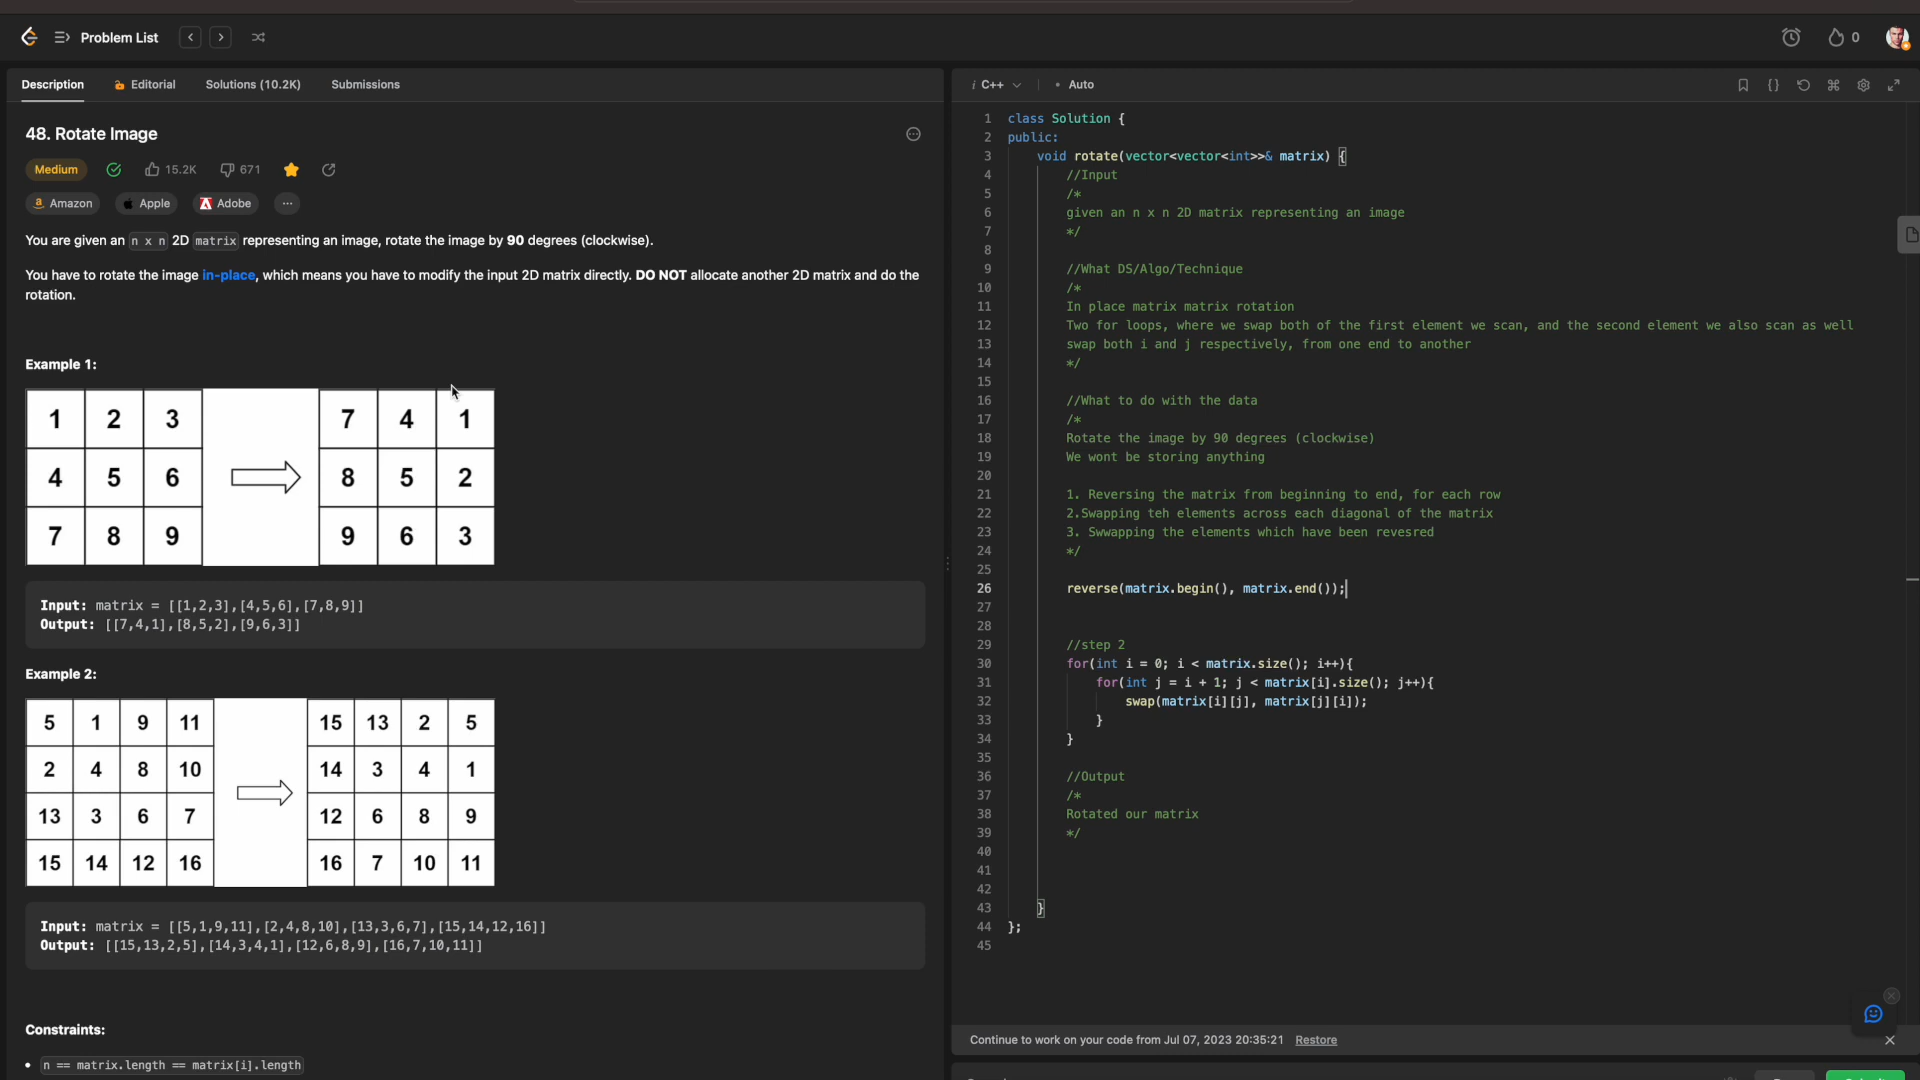 Problem List
0
Description Editorial Solutions (10.2K) Submissions
48. Rotate Image
Medium 15.2K 671
Amazon Apple Adobe ...
You are given an n x n 2D matrix representing an image, rotate the image by 90 degrees (clockwise).
You have to rotate the image in-place, which means you have to modify the input 2D matrix directly. DO NOT allocate another 2D matrix and do the
rotation.
Example 1:
1 2 3 7 4 1
4 5 6 8 5 2
7 8 9 9 6 3
Input: matrix = [[1,2,3],[4,5,6],[7,8,9]]
Output: [[7,4,1],[8,5,2],[9,6,3]]
Example 2:
5 1 9 11 15 13 2 5
2 4 8 10 14 3 4 1
13 3 6 7 12 6 8 9
15 14 12 16 16 7 10 11
Input: matrix = [[5,1,9,11],[2,4,8,10],[13,3,6,7],[15,14,12,16]]
Output: [[15,13,2,5],[14,3,4,1],[12,6,8,9],[16,7,10,11]]
Constraints:
• n == matrix.length == matrix[i].length
i C++ • Auto
1 class Solution {
2 public:
3 void rotate(vector<vector<int>>& matrix) {
4 //Input
5 /*
6 given an n x n 2D matrix representing an image
7 */
8
9 //What DS/Algo/Technique
10 /*
11 In place matrix matrix rotation
12 Two for loops, where we swap both of the first element we scan, and the second element we also scan as well
13 swap both i and j respectively, from one end to another
14 */
15
16 //What to do with the data
17 /*
18 Rotate the image by 90 degrees (clockwise)
19 We wont be storing anything
20
21 1. Reversing the matrix from beginning to end, for each row
22 2.Swapping teh elements across each diagonal of the matrix
23 3. Swwapping the elements which have been revesred
24 */
25
26 reverse(matrix.begin(), matrix.end());
27
28
29 //step 2
30 for(int i = 0; i < matrix.size(); i++){
31 for(int j = i + 1; j < matrix[i].size(); j++){
32 swap(matrix[i][j], matrix[j][i]);
33 }
34 }
35
36 //Output
37 /*
38 Rotated our matrix
39 */
40
41
42
43 }
44 };
45
Continue to work on your code from Jul 07, 2023 20:35:21 Restore